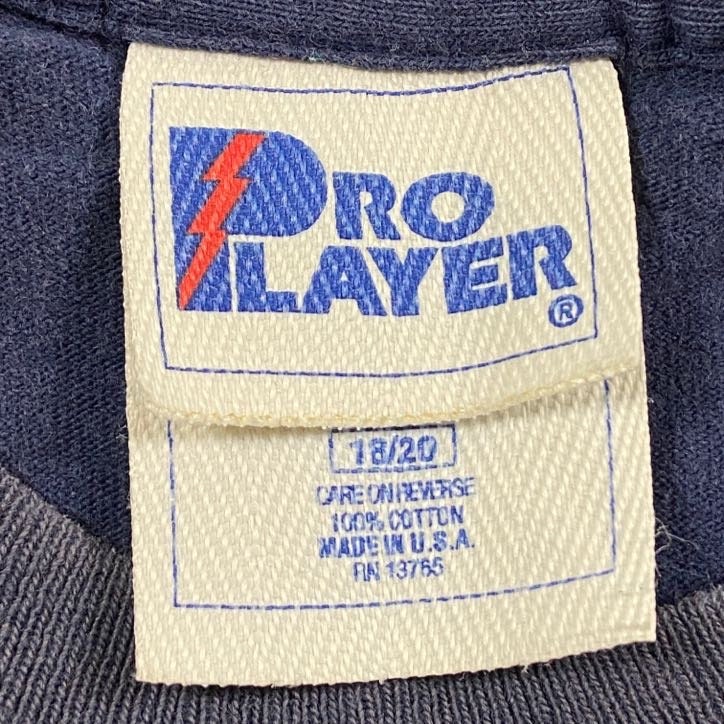 PRO
PLAYER®
18/20
CARE ON REVERSE
100% COTTON
MADE IN U.S.A.
RN 13765